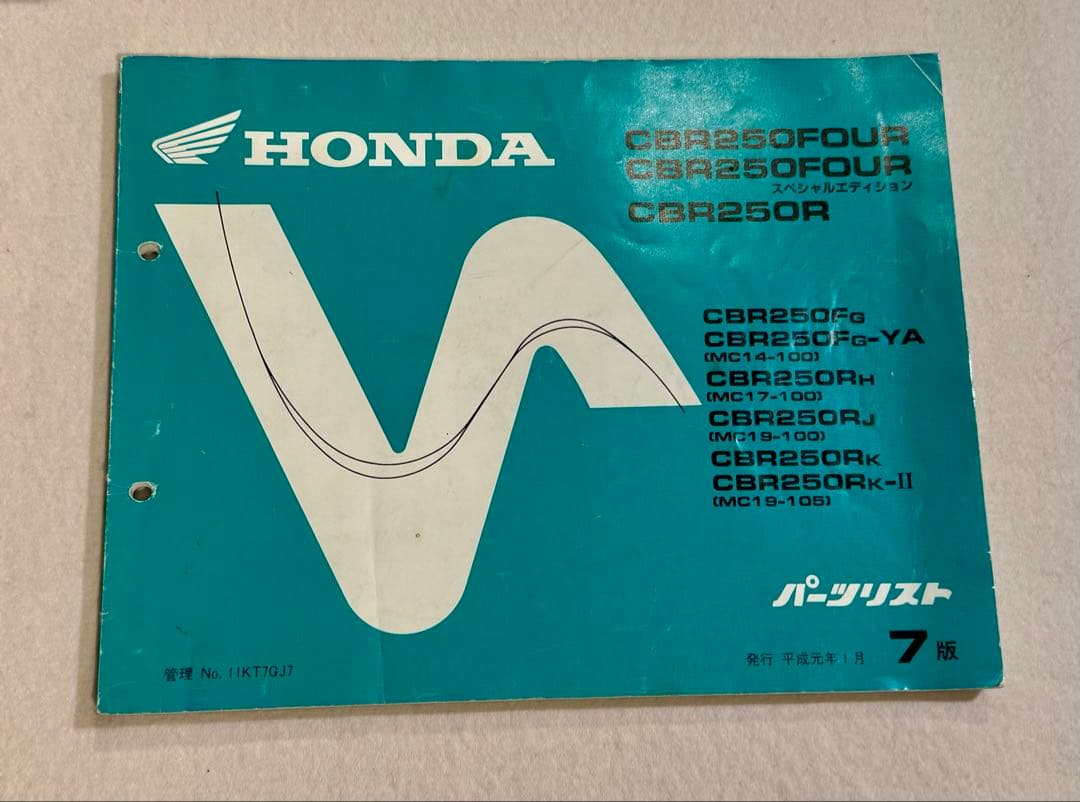 HONDA
CBR250FOUR
CBR250FOUR
スペシャルエディション
CBR250R
CBR250FG
CBR250FG-YA
(MC14-100)
CBR250RH
(MC17-100)
CBR250RJ
(MC19-100)
CBR250RK
CBR250RK-II
(MC19-105)
パーツリスト
発行 平成元年1月 7版
管理 No. 11KT7GJ7